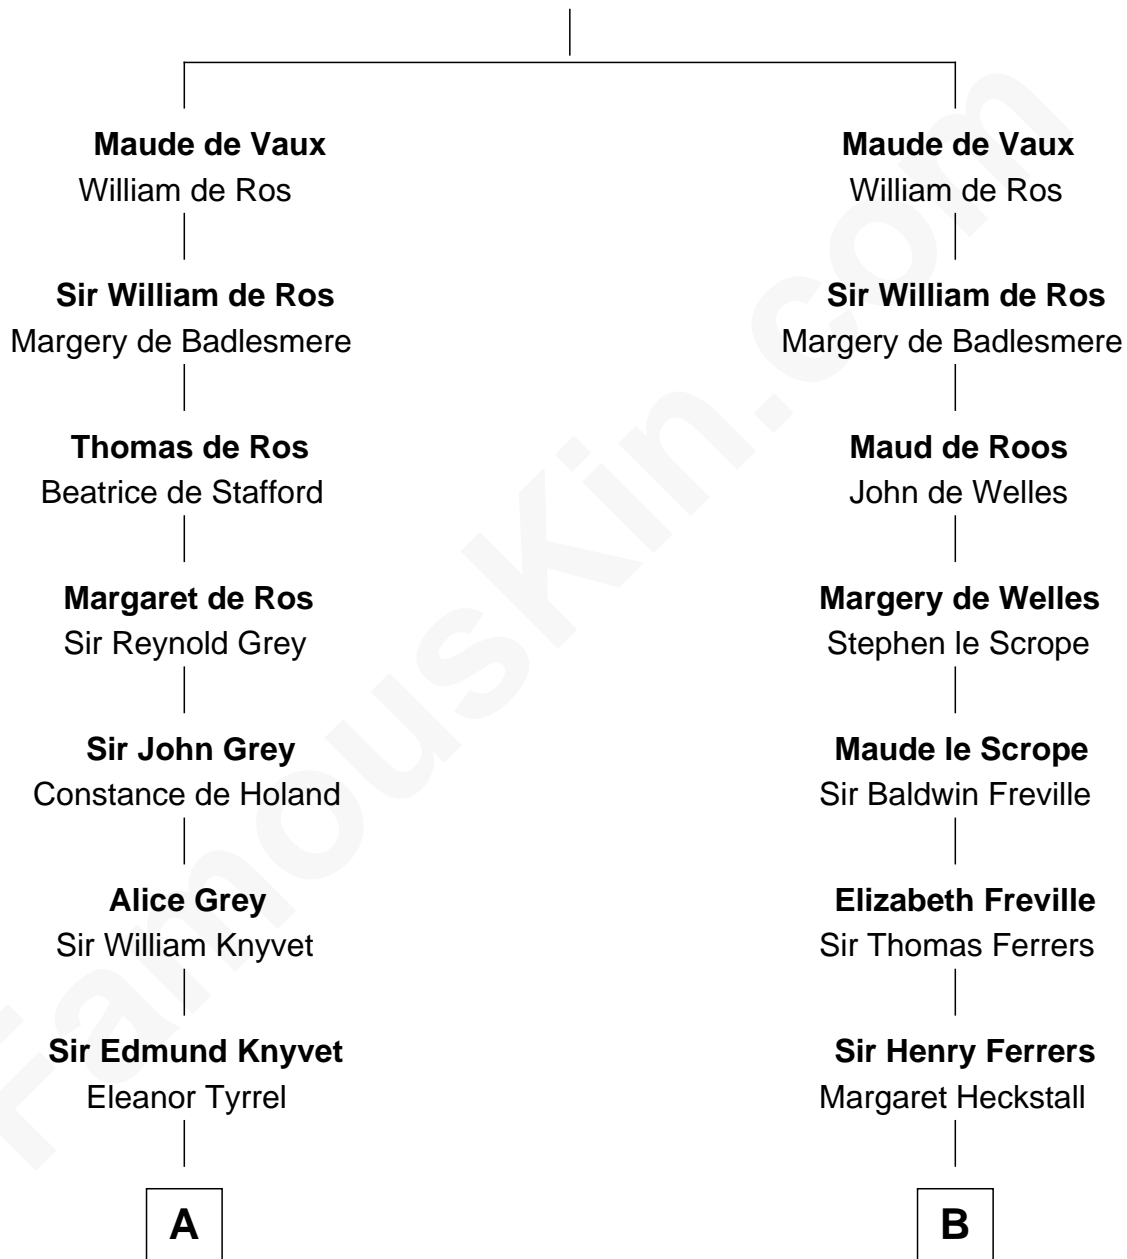 Maude de Vaux
William de Ros
Sir William de Ros
Margery de Badlesmere
Thomas de Ros
Beatrice de Stafford
Margaret de Ros
Sir Reynold Grey
Sir John Grey
Constance de Holand
Alice Grey
Sir William Knyvet
Sir Edmund Knyvet
Eleanor Tyrrel
A
Maude de Vaux
William de Ros
Sir William de Ros
Margery de Badlesmere
Maud de Roos
John de Welles
Margery de Welles
Stephen le Scrope
Maude le Scrope
Sir Baldwin Freville
Elizabeth Freville
Sir Thomas Ferrers
Sir Henry Ferrers
Margaret Heckstall
B
FamousKin.com